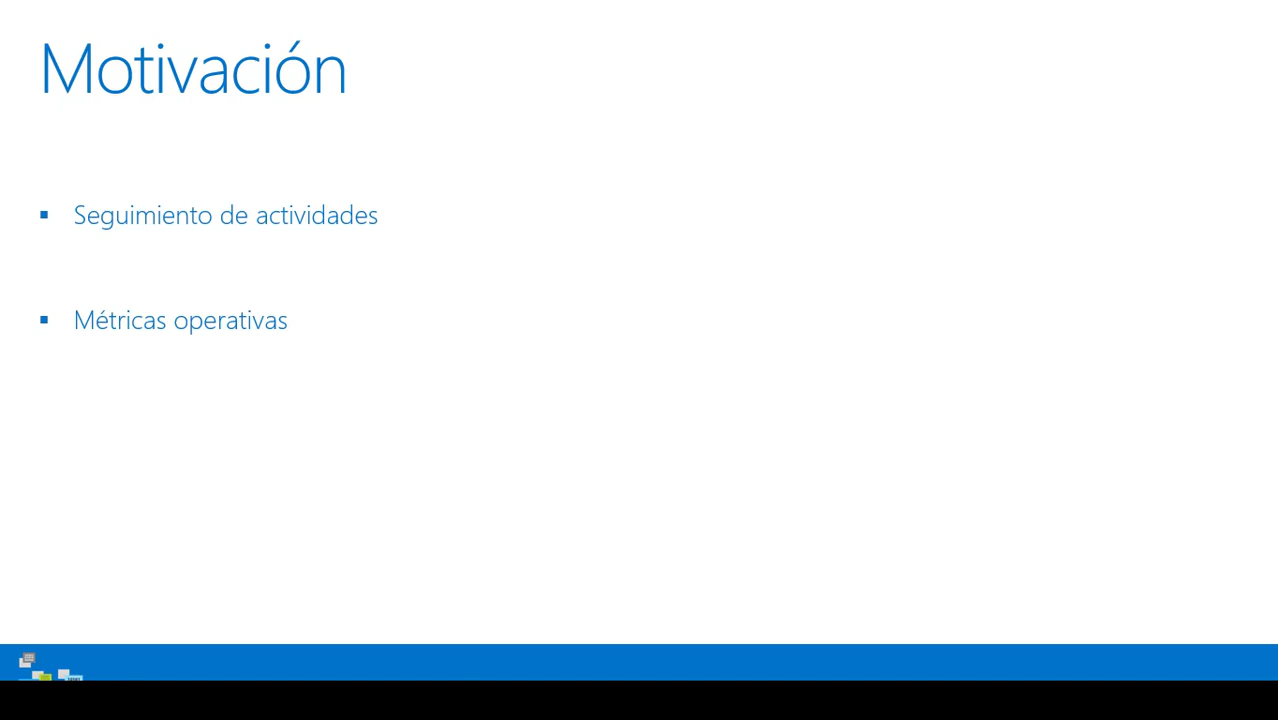 Motivación
▪ Seguimiento de actividades
▪ Métricas operativas